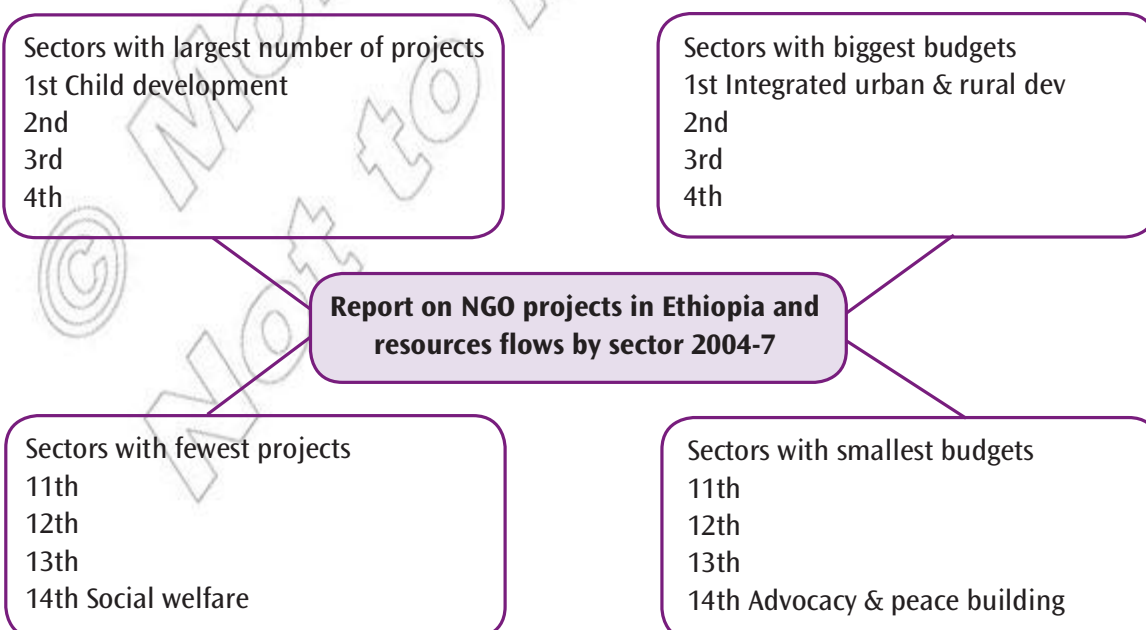 Sectors with largest number of projects
1st Child development
2nd
3rd
4th
Sectors with biggest budgets
1st Integrated urban & rural dev
2nd
3rd
4th
Report on NGO projects in Ethiopia and
resources flows by sector 2004-7
Sectors with fewest projects
11th
12th
13th
14th Social welfare
Sectors with smallest budgets
11th
12th
13th
14th Advocacy & peace building
© Mo
Not to